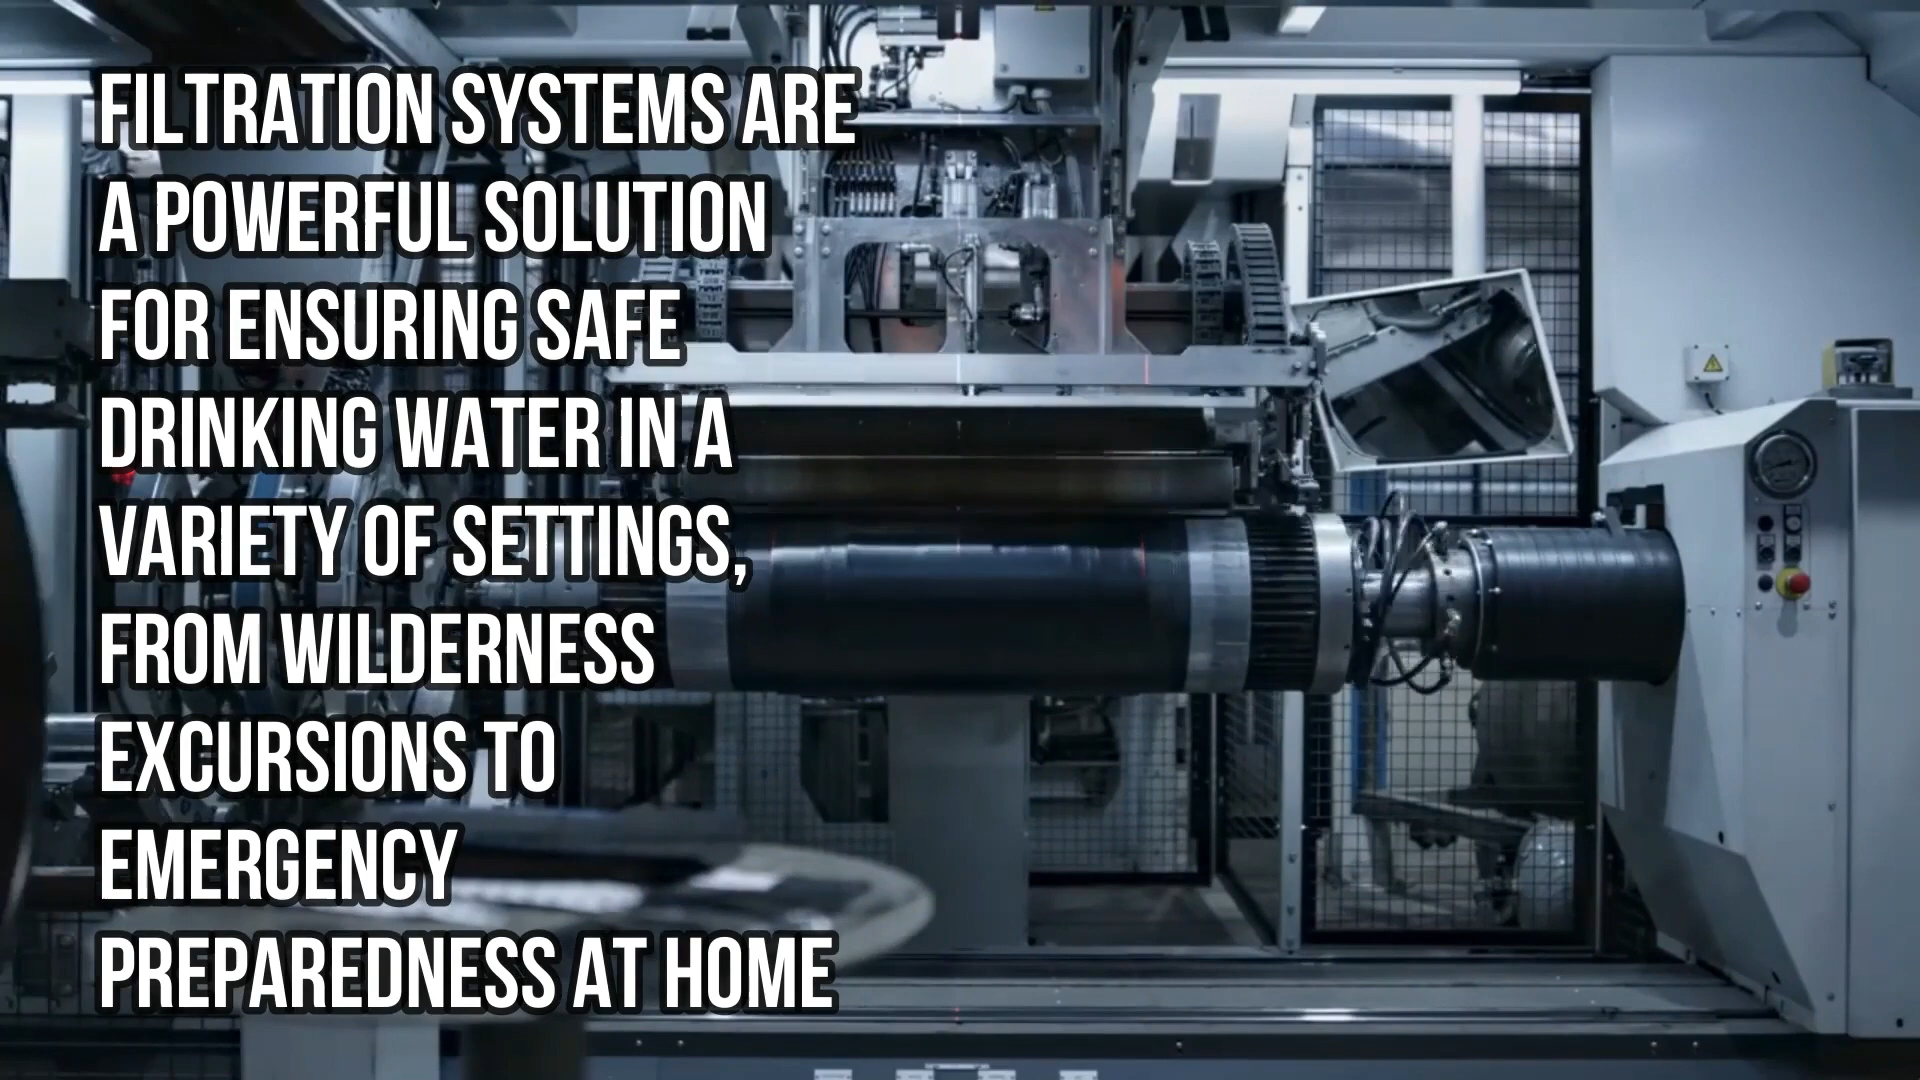 FILTRATION SYSTEMS ARE
A POWERFUL SOLUTION
FOR ENSURING SAFE
DRINKING WATER IN A
VARIETY OF SETTINGS,
FROM WILDERNESS
EXCURSIONS TO
EMERGENCY
PREPAREDNESS AT HOME